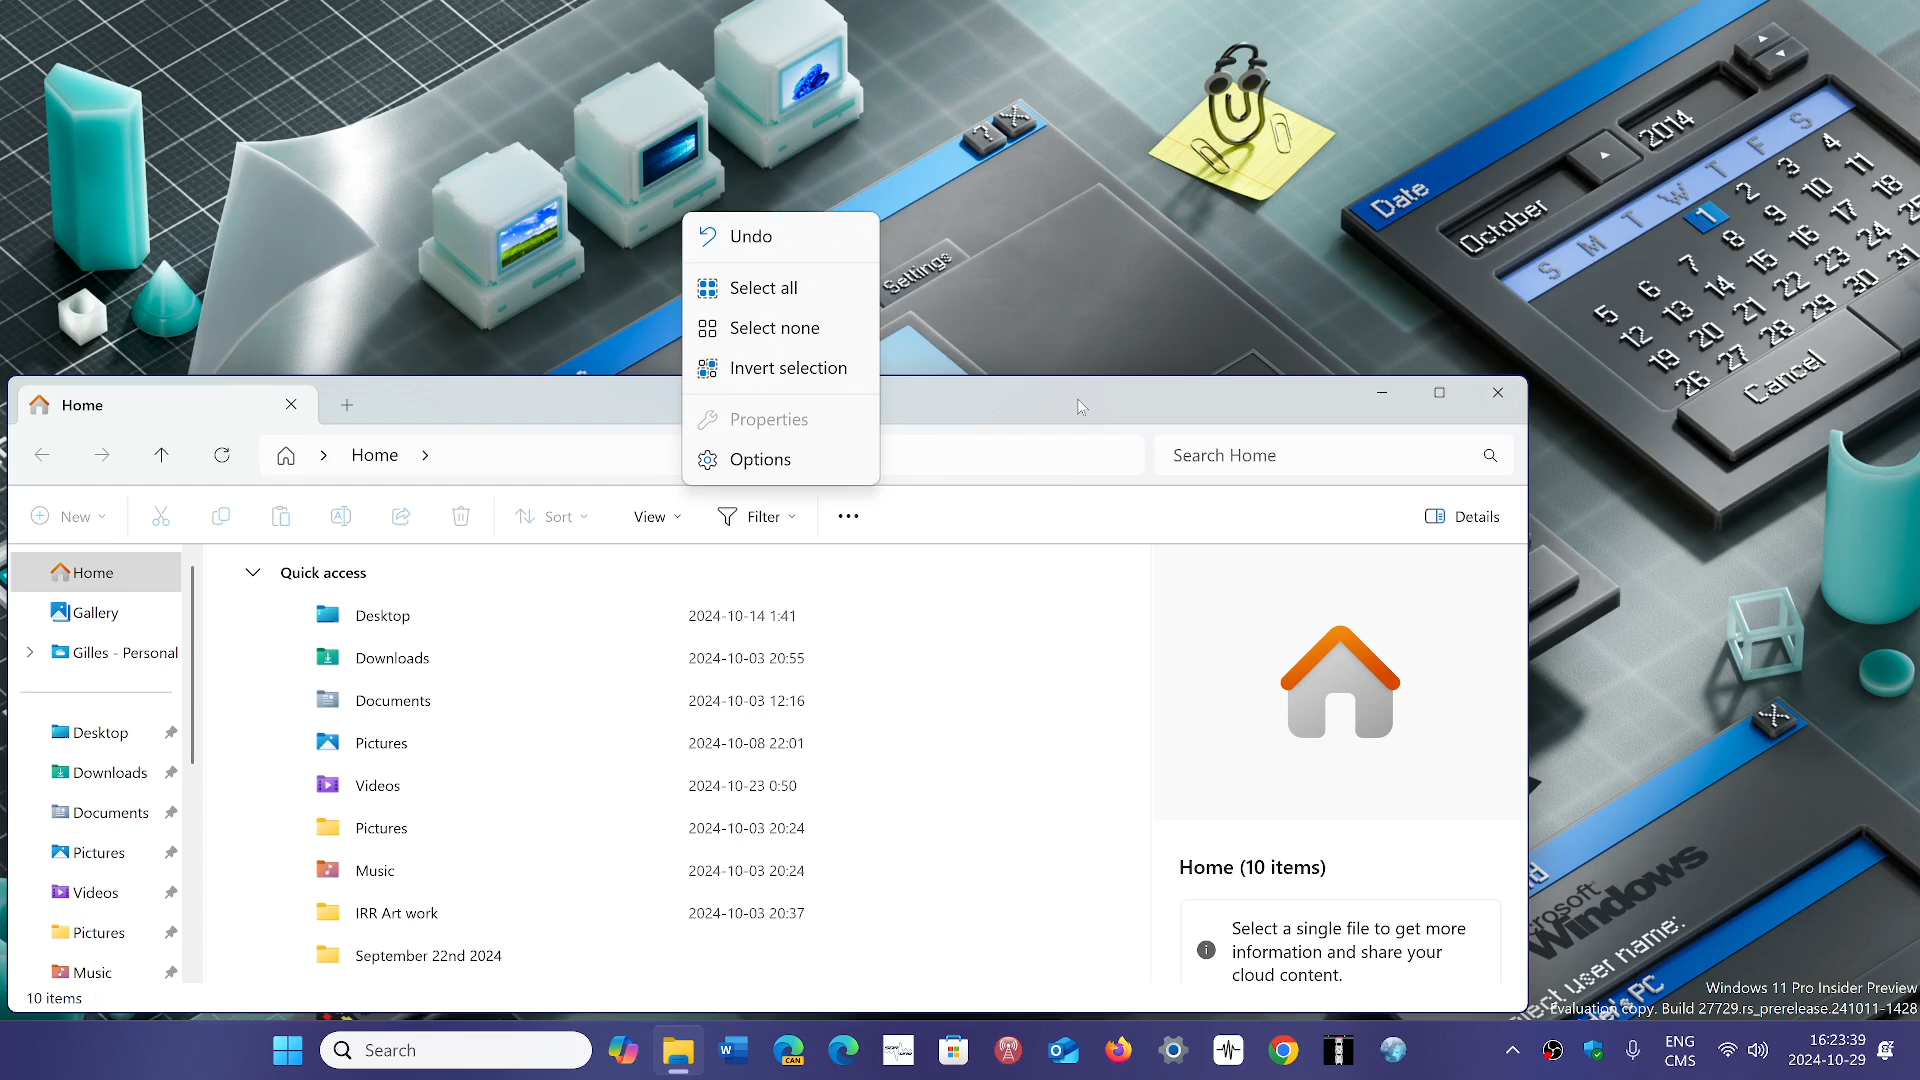 Date
2014
October
S M T W T F S
1 2 3 4
5 6 7 8 9 10 11
12 13 14 15 16 17 18
19 20 21 22 23 24 25
26 27 28 29 30 31
Cancel
?
Settings
Undo
Select all
Select none
Invert selection
Properties
Options
Home
Home
Search Home
New
Sort
View
Filter
Details
Home
Gallery
Gilles - Personal
Desktop
Downloads
Documents
Pictures
Videos
Pictures
Music
10 items
Quick access
Desktop 2024-10-14 1:41
Downloads 2024-10-03 20:55
Documents 2024-10-03 12:16
Pictures 2024-10-08 22:01
Videos 2024-10-23 0:50
Pictures 2024-10-03 20:24
Music 2024-10-03 20:24
IRR Art work 2024-10-03 20:37
September 22nd 2024
Home (10 items)
Select a single file to get more
information and share your
cloud content.
Windows
user name:
PC
Windows 11 Pro Insider Preview
Evaluation copy. Build 27729.rs_prerelease.241011-1428
Search
W
CAN
ENG
CMS
16:23:39
2024-10-29